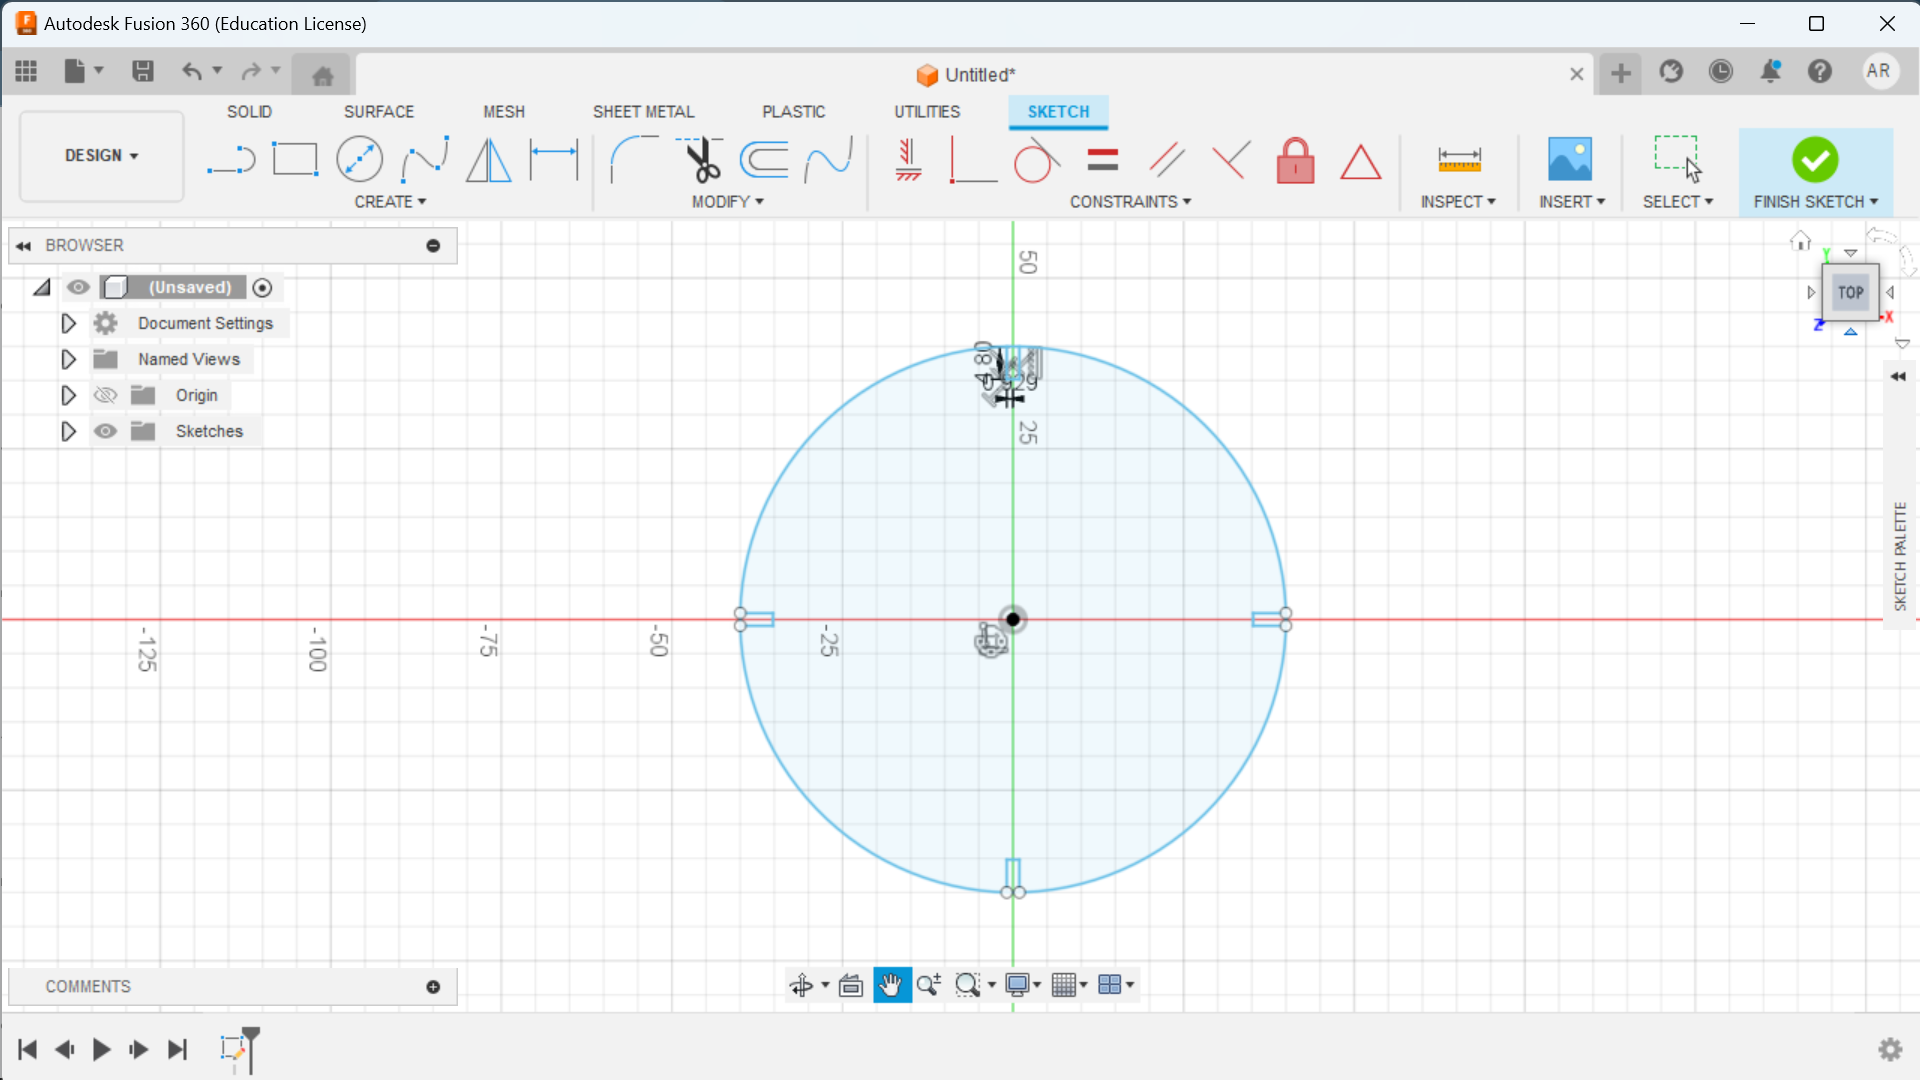 Autodesk Fusion 360 (Education License)
Untitled*
AR
DESIGN
SOLID
SURFACE
MESH
SHEET METAL
PLASTIC
UTILITIES
SKETCH
CREATE
MODIFY
CONSTRAINTS
INSPECT
INSERT
SELECT
FINISH SKETCH
BROWSER
(Unsaved)
Document Settings
Named Views
Origin
Sketches
50
25
-125
-100
-75
-50
-25
Y
TOP
X
Z
SKETCH PALETTE
COMMENTS